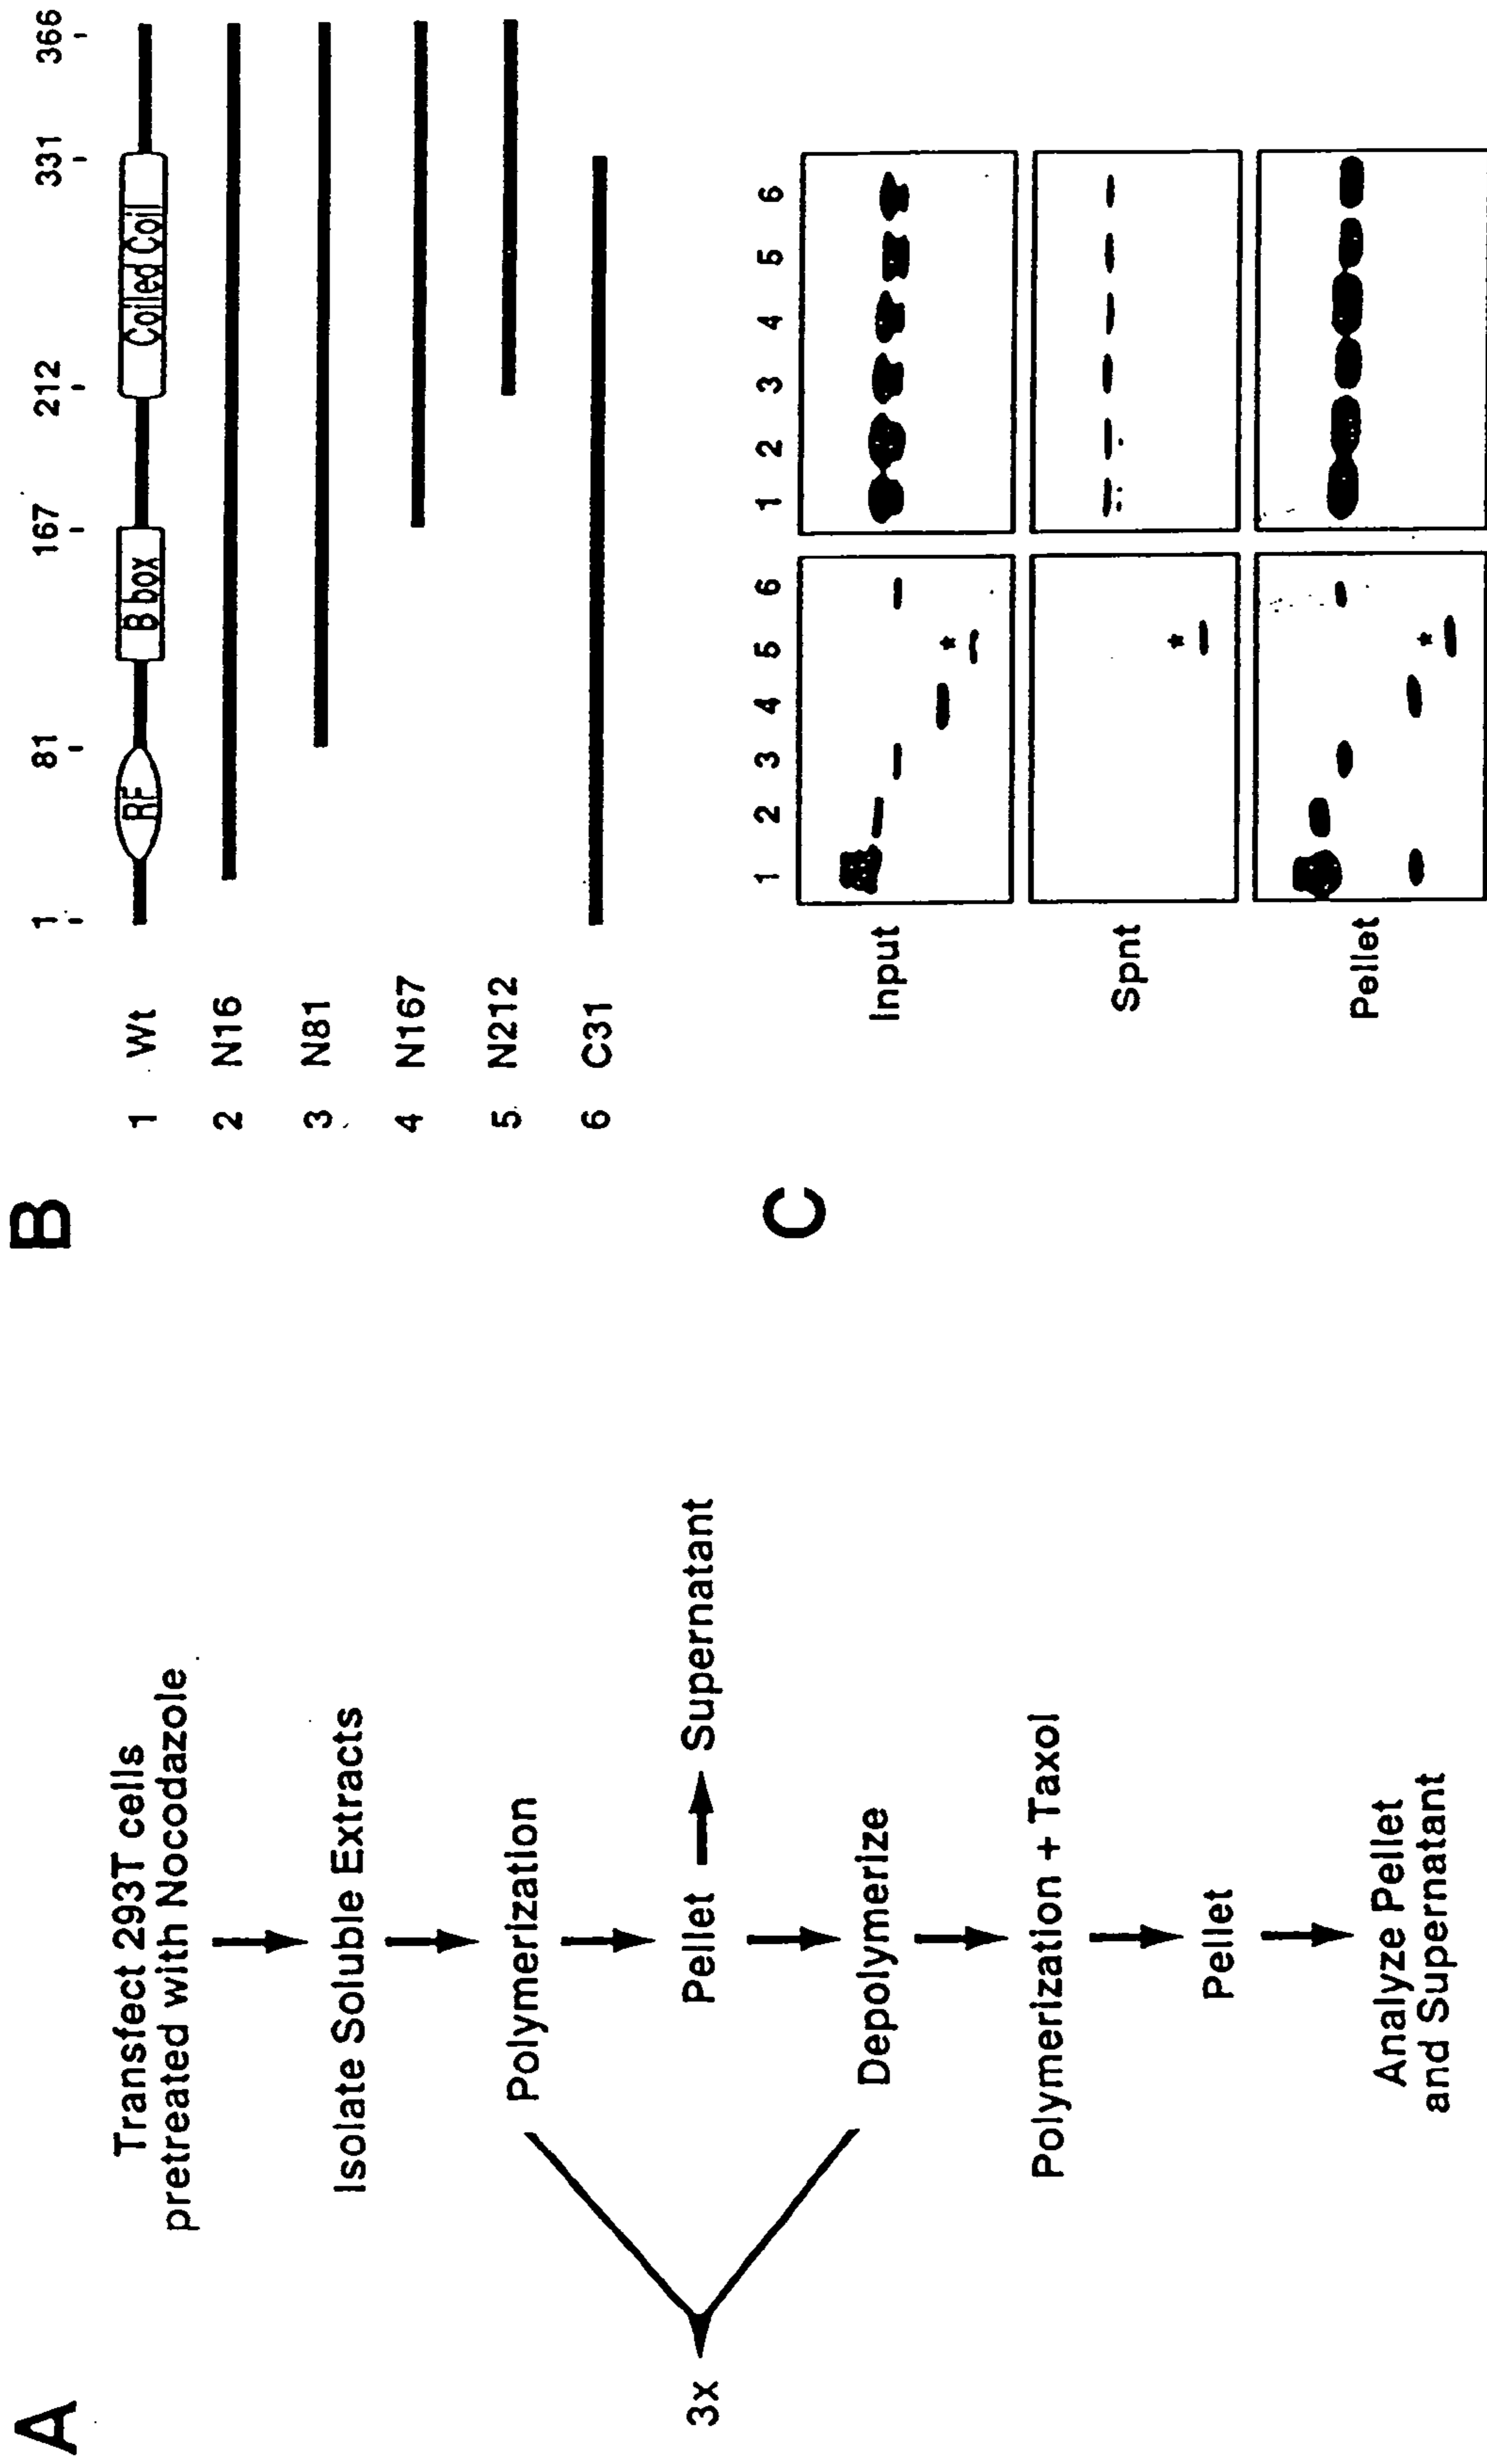 A
Transfect 293T cells
pretreated with Nocodazole
Isolate Soluble Extracts
Polymerization
3x
Pellet Supernatant
Depolymerize
Polymerization + Taxol
Pellet
Analyze Pellet
and Supernatant
B
1 81 167 212 331 366
1 Wt RF B box Coiled Coil
2 N16
3 N81
4 N167
5 N212
6 C31
C
1 2 3 4 5 6 1 2 3 4 5 6
Input *
Spnt *
Pellet *